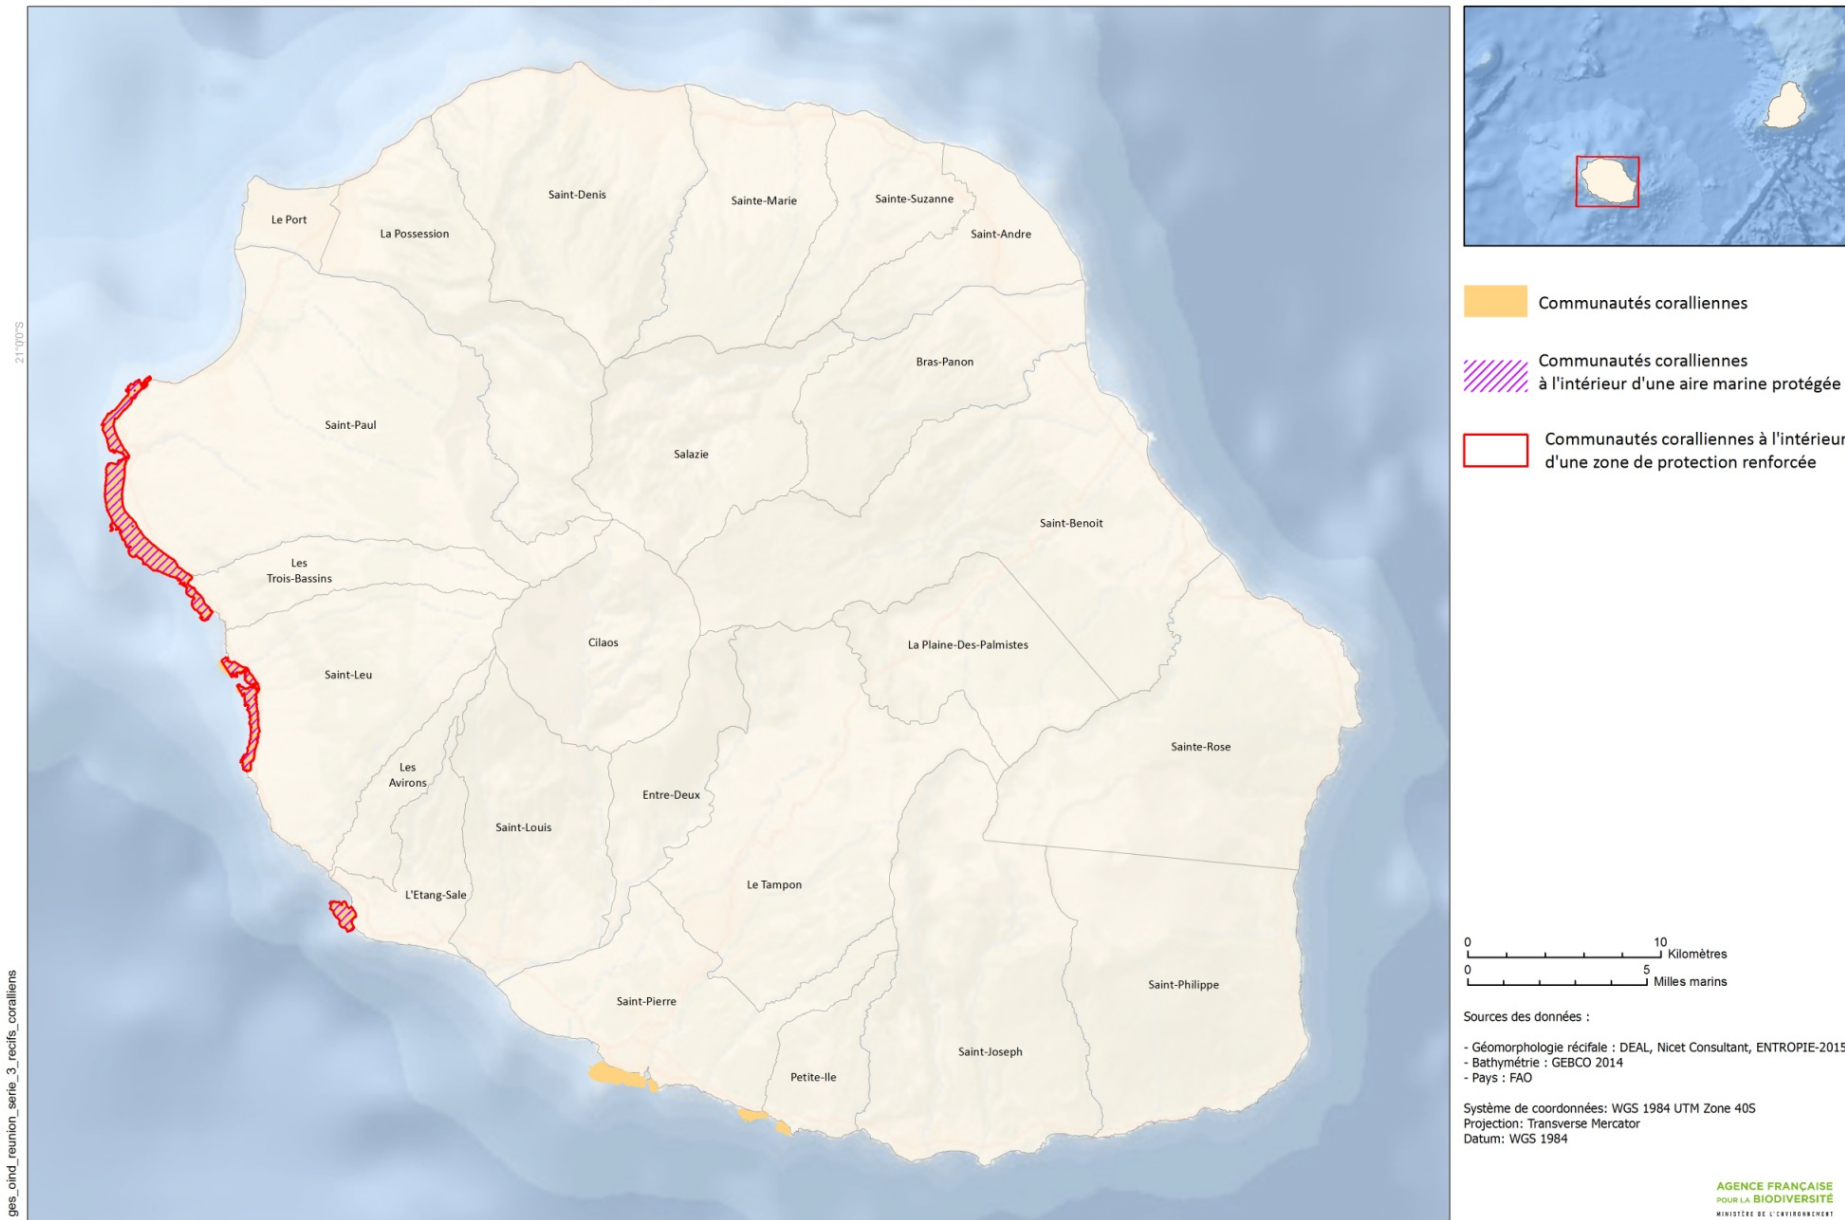 21°0'0"S
ges_oind_reunion_serie_3_recifs_coralliens
Saint-Denis
Sainte-Marie
Sainte-Suzanne
Le Port
La Possession
Saint-Andre
Bras-Panon
Saint-Paul
Salazie
Saint-Benoit
Les
Trois-Bassins
Cilaos
La Plaine-Des-Palmistes
Saint-Leu
Sainte-Rose
Les
Avirons
Entre-Deux
Saint-Louis
Le Tampon
L'Etang-Sale
Saint-Philippe
Saint-Pierre
Saint-Joseph
Petite-Ile
Communautés coralliennes
Communautés coralliennes
à l'intérieur d'une aire marine protégée
Communautés coralliennes à l'intérieur
d'une zone de protection renforcée
0 10
Kilomètres
0 5
Milles marins
Sources des données :
- Géomorphologie récifale : DEAL, Nicet Consultant, ENTROPIE-2015
- Bathymétrie : GEBCO 2014
- Pays : FAO
Système de coordonnées: WGS 1984 UTM Zone 40S
Projection: Transverse Mercator
Datum: WGS 1984
AGENCE FRANÇAISE
POUR LA BIODIVERSITÉ
MINISTÈRE DE L'ENVIRONNEMENT